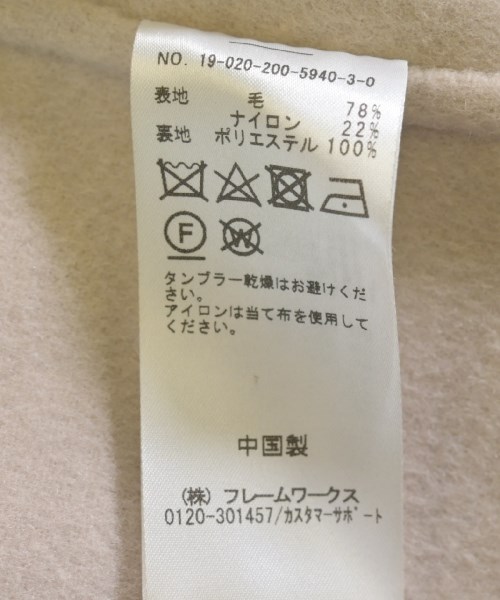 NO. 19-020-200-5940-3-0
表地 毛 78%
ナイロン 22%
裏地 ポリエステル 100%
F W
タンブラー乾燥はお避けくだ
さい。
アイロンは当て布を使用して
ください。
中国製
(株) フレームワークス
0120-301457/カスタマーサポート